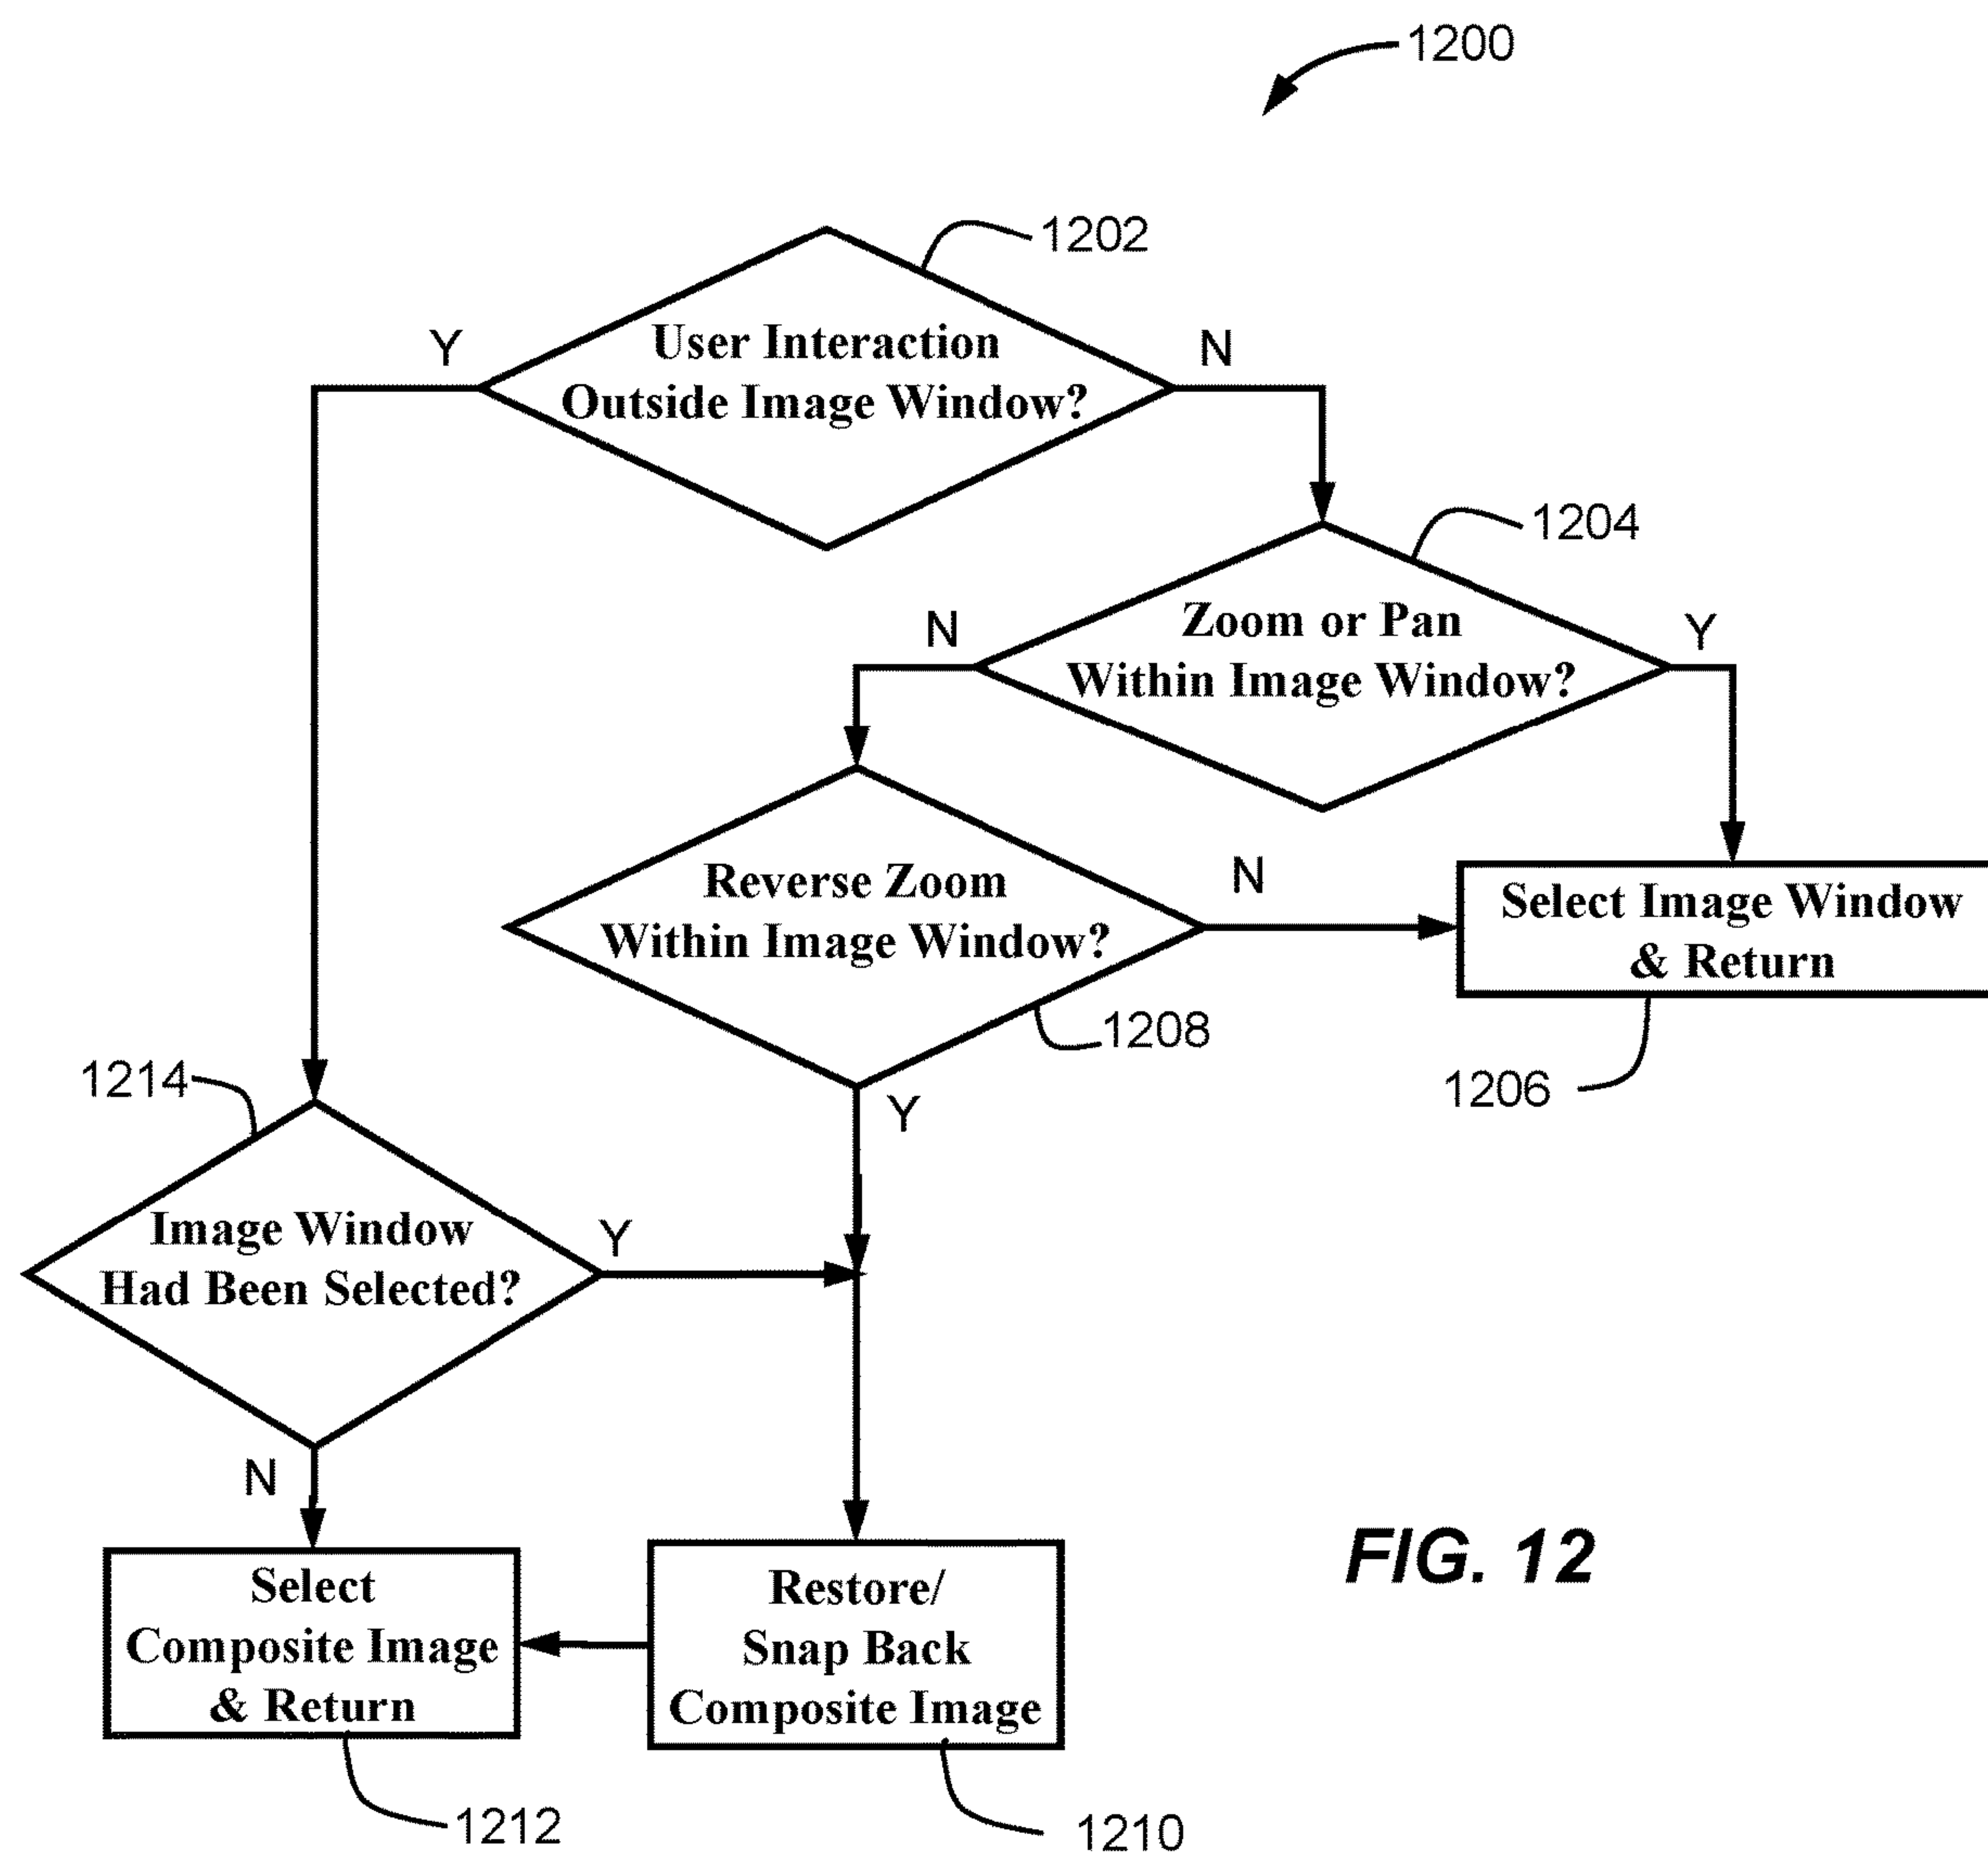 1200
1202
Y
User Interaction
Outside Image Window?
N
1204
N
Zoom or Pan
Within Image Window?
Y
Reverse Zoom
Within Image Window?
N
Select Image Window
& Return
1208
1206
1214
Y
Image Window
Had Been Selected?
Y
N
FIG. 12
Select
Composite Image
& Return
Restore/
Snap Back
Composite Image
1212
1210